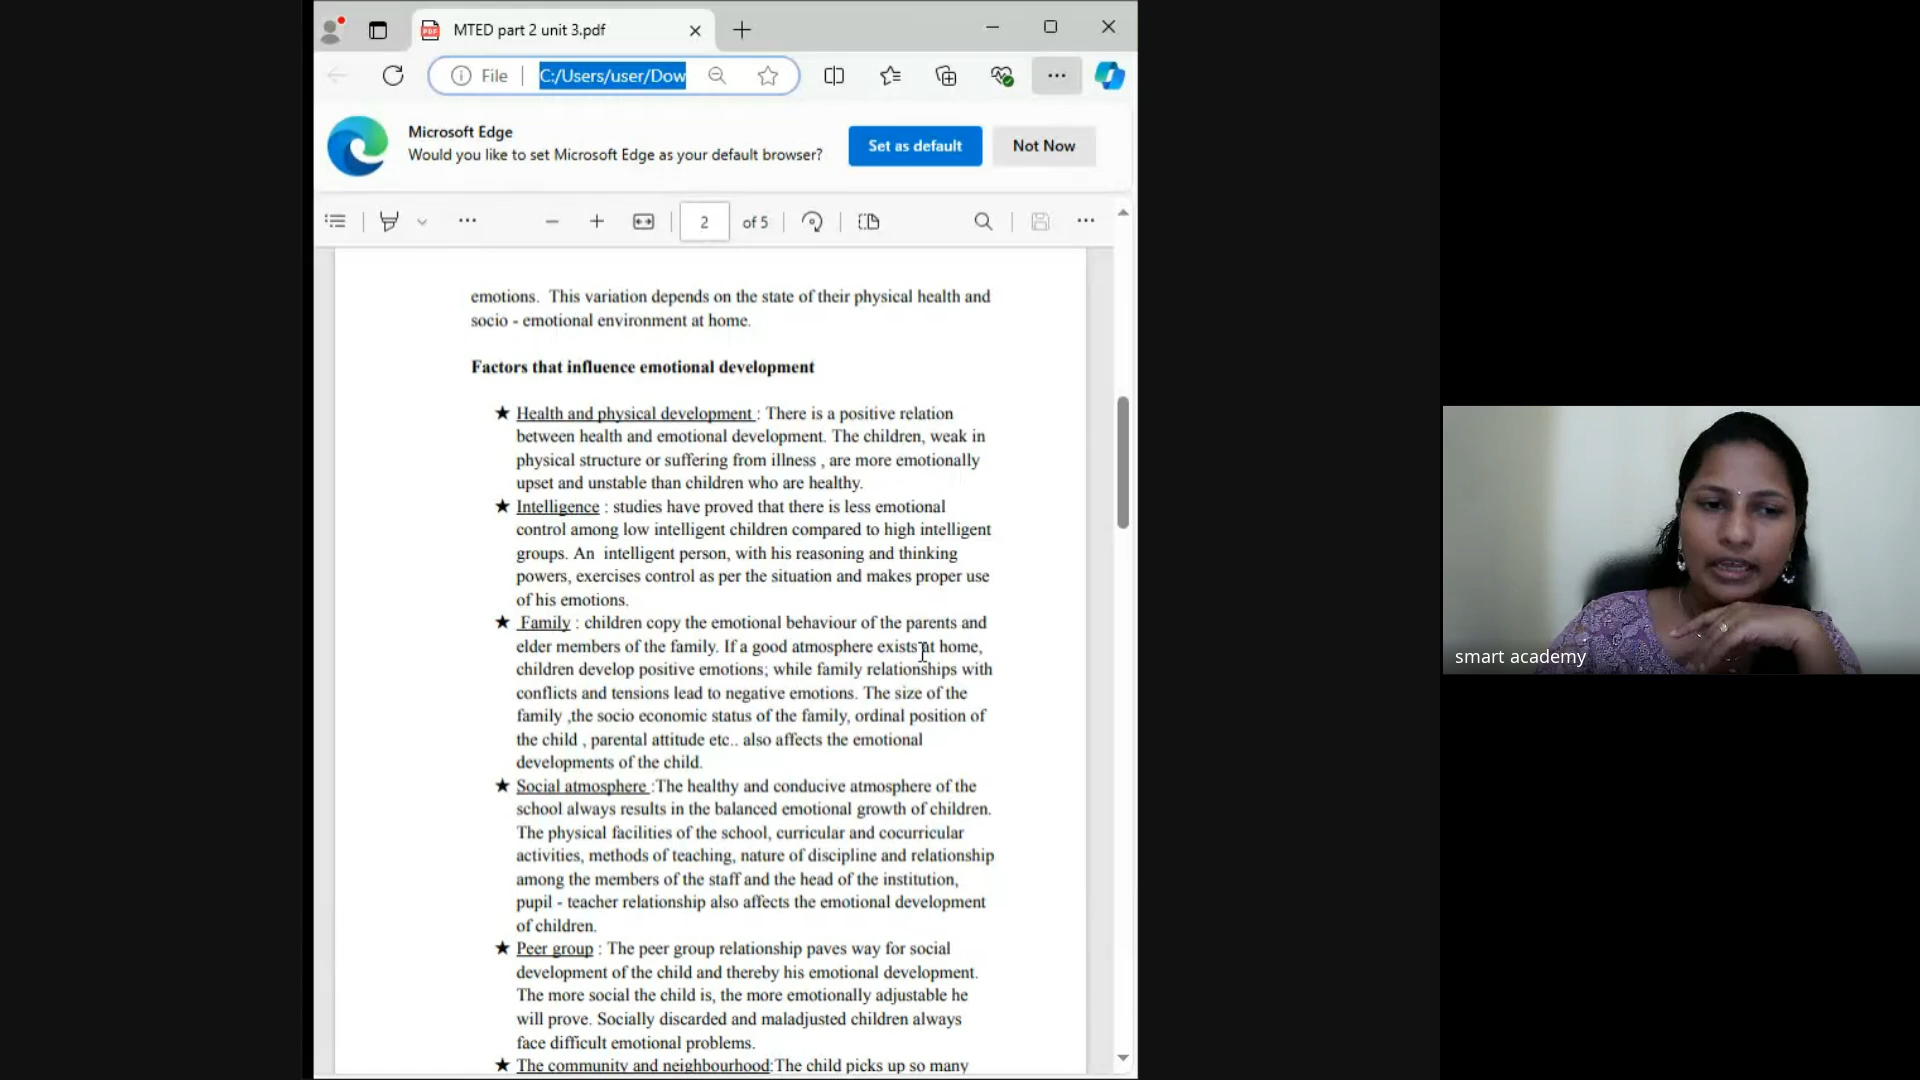 MTED part 2 unit 3.pdf
File
C:/Users/user/Dow
Microsoft Edge
Would you like to set Microsoft Edge as your default browser?
Set as default
Not Now
2
of 5
emotions.  This variation depends on the state of their physical health and
socio - emotional environment at home.
Factors that influence emotional development
★ Health and physical development : There is a positive relation
between health and emotional development. The children, weak in
physical structure or suffering from illness , are more emotionally
upset and unstable than children who are healthy.
★ Intelligence : studies have proved that there is less emotional
control among low intelligent children compared to high intelligent
groups. An  intelligent person, with his reasoning and thinking
powers, exercises control as per the situation and makes proper use
of his emotions.
★ Family : children copy the emotional behaviour of the parents and
elder members of the family. If a good atmosphere exists at home,
children develop positive emotions; while family relationships with
conflicts and tensions lead to negative emotions. The size of the
family ,the socio economic status of the family, ordinal position of
the child , parental attitude etc.. also affects the emotional
developments of the child.
★ Social atmosphere :The healthy and conducive atmosphere of the
school always results in the balanced emotional growth of children.
The physical facilities of the school, curricular and cocurricular
activities, methods of teaching, nature of discipline and relationship
among the members of the staff and the head of the institution,
pupil - teacher relationship also affects the emotional development
of children.
★ Peer group : The peer group relationship paves way for social
development of the child and thereby his emotional development.
The more social the child is, the more emotionally adjustable he
will prove. Socially discarded and maladjusted children always
face difficult emotional problems.
★ The community and neighbourhood:The child picks up so many
smart academy